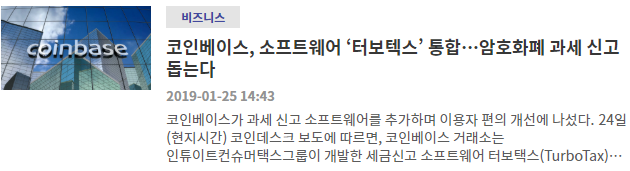 coinbase
비즈니스
코인베이스, 소프트웨어 ‘터보텍스’ 통합…암호화폐 과세 신고
돕는다
2019-01-25 14:43
코인베이스가 과세 신고 소프트웨어를 추가하며 이용자 편의 개선에 나섰다. 24일
(현지시간) 코인데스크 보도에 따르면, 코인베이스 거래소는
인튜이트컨슈머택스그룹이 개발한 세금신고 소프트웨어 터보택스(TurboTax)…